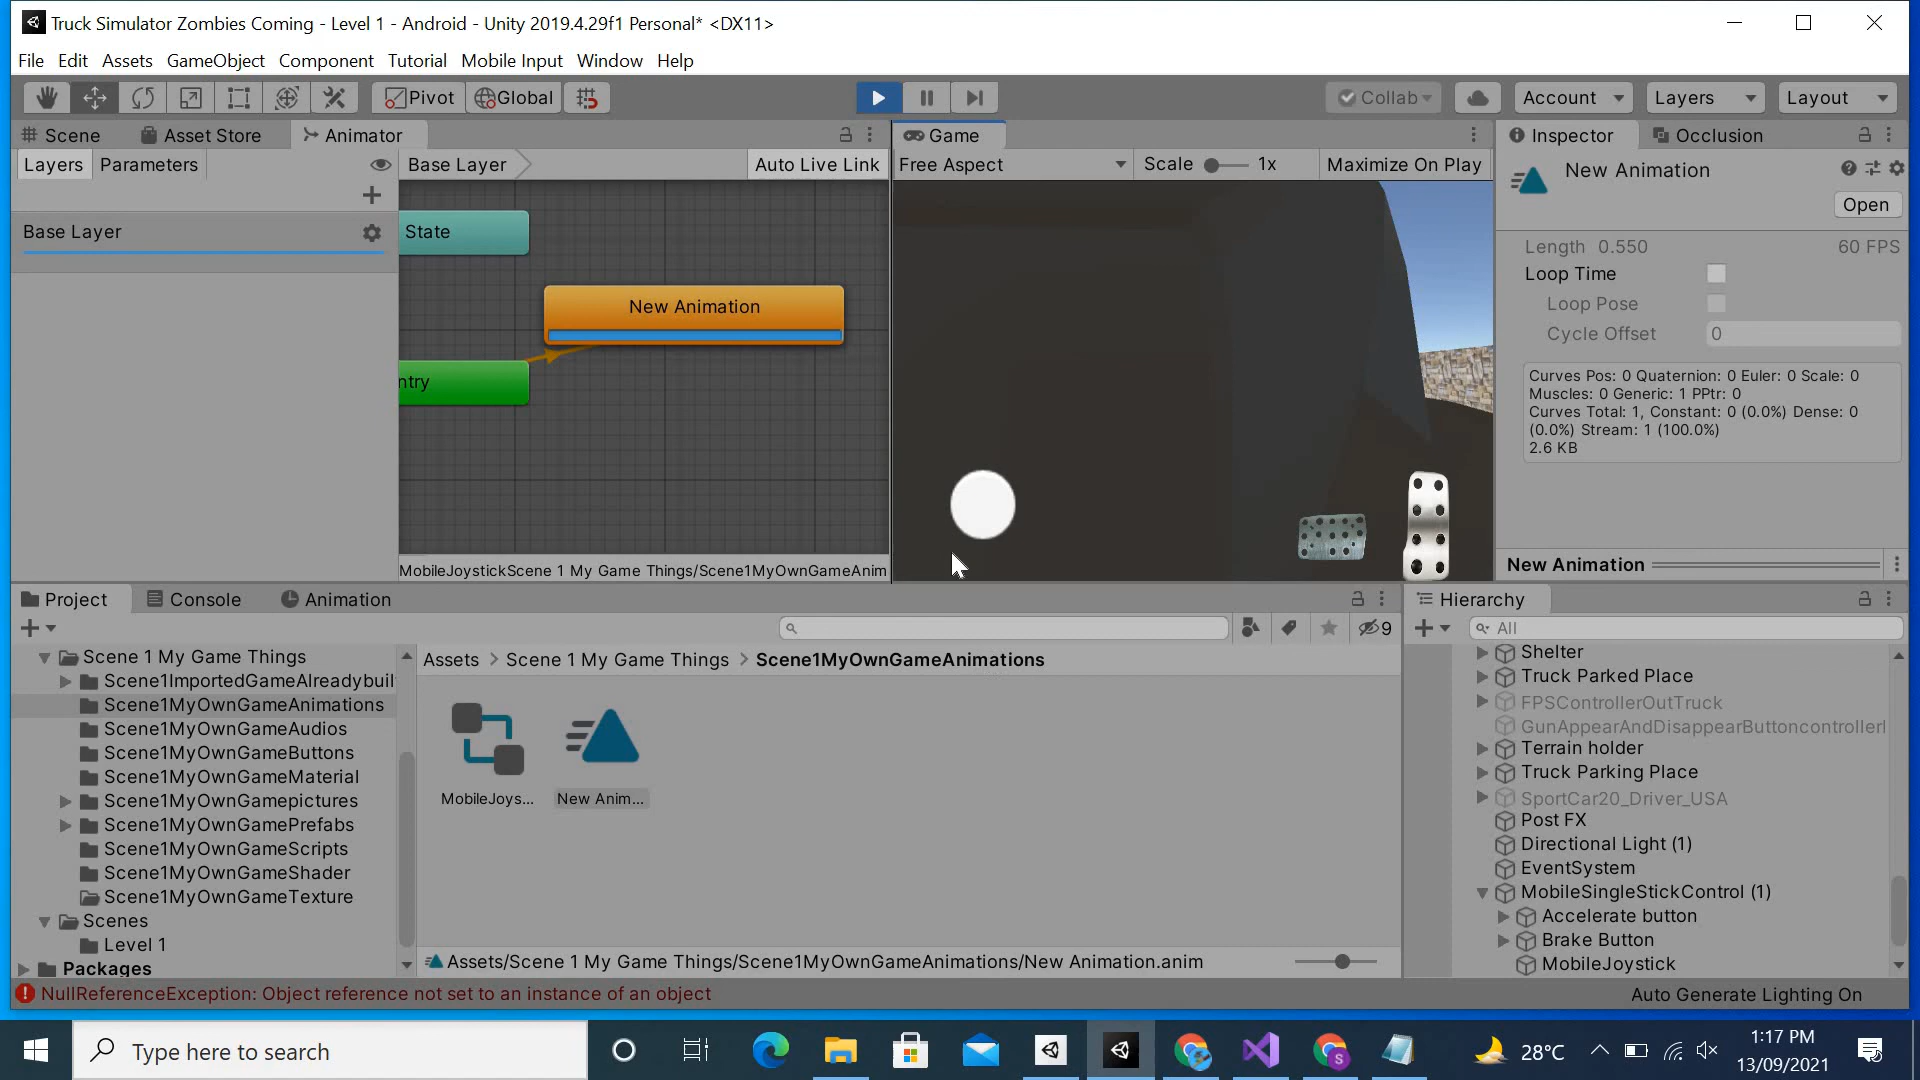 Truck Simulator Zombies Coming - Level 1 - Android - Unity 2019.4.29f1 Personal* <DX11>
File Edit Assets GameObject Component Tutorial Mobile Input Window Help
Pivot Global Collab Account Layers Layout
Scene Asset Store Animator Game Inspector Occlusion
Layers Parameters Base Layer Auto Live Link Free Aspect Scale 1x Maximize On Play New Animation
Open
Base Layer
State
New Animation
ntry
Length 0.550 60 FPS
Loop Time
Loop Pose
Cycle Offset 0
Curves Pos: 0 Quaternion: 0 Euler: 0 Scale: 0
Muscles: 0 Generic: 1 PPtr: 0
Curves Total: 1, Constant: 0 (0.0%) Dense: 0
(0.0%) Stream: 1 (100.0%)
2.6 KB
MobileJoystickScene 1 My Game Things/Scene1MyOwnGameAnim
New Animation
Project Console Animation Hierarchy
9 All
Scene 1 My Game Things
Scene1ImportedGameAlreadybuil
Scene1MyOwnGameAnimations
Scene1MyOwnGameAudios
Scene1MyOwnGameButtons
Scene1MyOwnGameMaterial
Scene1MyOwnGamepictures
Scene1MyOwnGamePrefabs
Scene1MyOwnGameScripts
Scene1MyOwnGameShader
Scene1MyOwnGameTexture
Scenes
Level 1
Packages
Assets > Scene 1 My Game Things > Scene1MyOwnGameAnimations
MobileJoys... New Anim...
Assets/Scene 1 My Game Things/Scene1MyOwnGameAnimations/New Animation.anim
Shelter
Truck Parked Place
FPSControllerOutTruck
GunAppearAndDisappearButtoncontrollerI
Terrain holder
Truck Parking Place
SportCar20_Driver_USA
Post FX
Directional Light (1)
EventSystem
MobileSingleStickControl (1)
Accelerate button
Brake Button
MobileJoystick
NullReferenceException: Object reference not set to an instance of an object
Auto Generate Lighting On
Type here to search
28°C
1:17 PM
13/09/2021